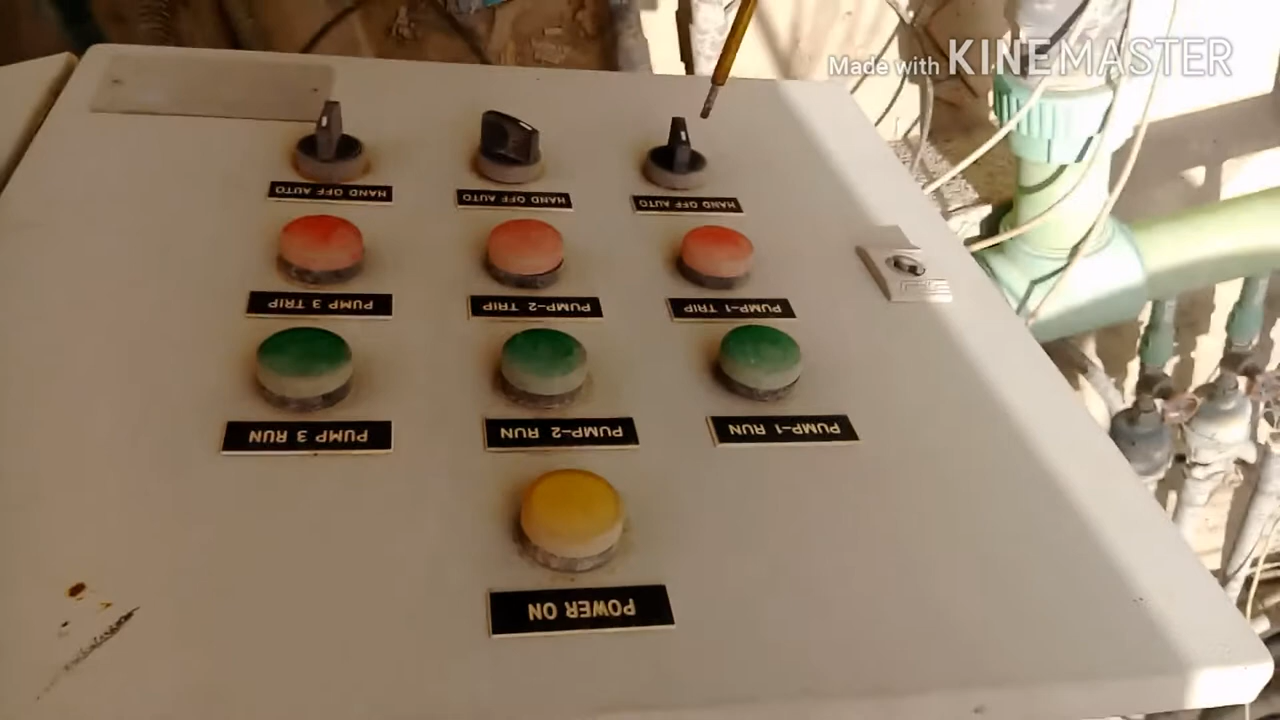 Made with KINEMASTER
POWER ON
PUMP-1 RUN
PUMP-2 RUN
PUMP 3 RUN
PUMP-1 TRIP
PUMP-2 TRIP
PUMP 3 TRIP
HAND OFF AUTO
HAND OFF AUTO
HAND OFF AUTO